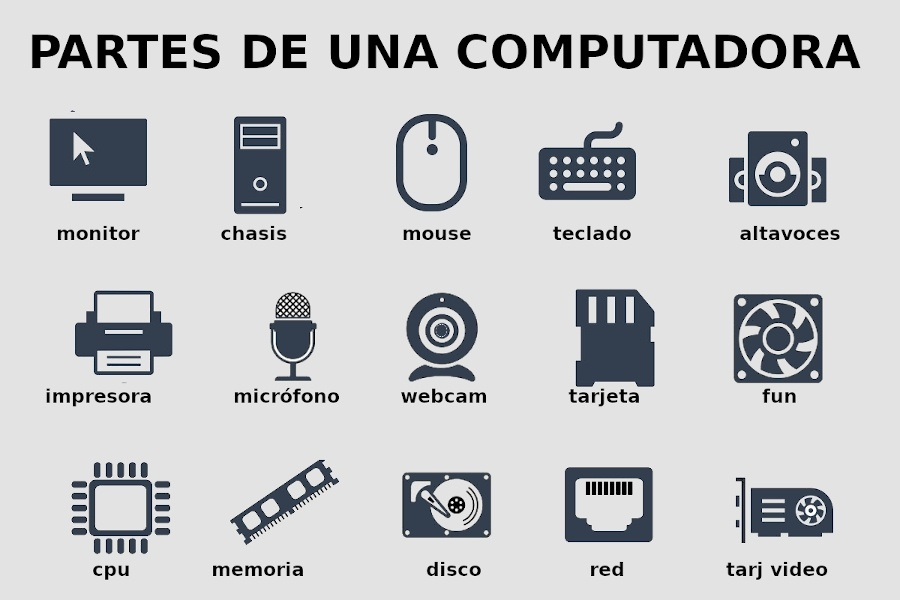 PARTES DE UNA COMPUTADORA
monitor chasis mouse teclado altavoces
impresora micrófono webcam tarjeta fun
cpu memoria disco red tarj video